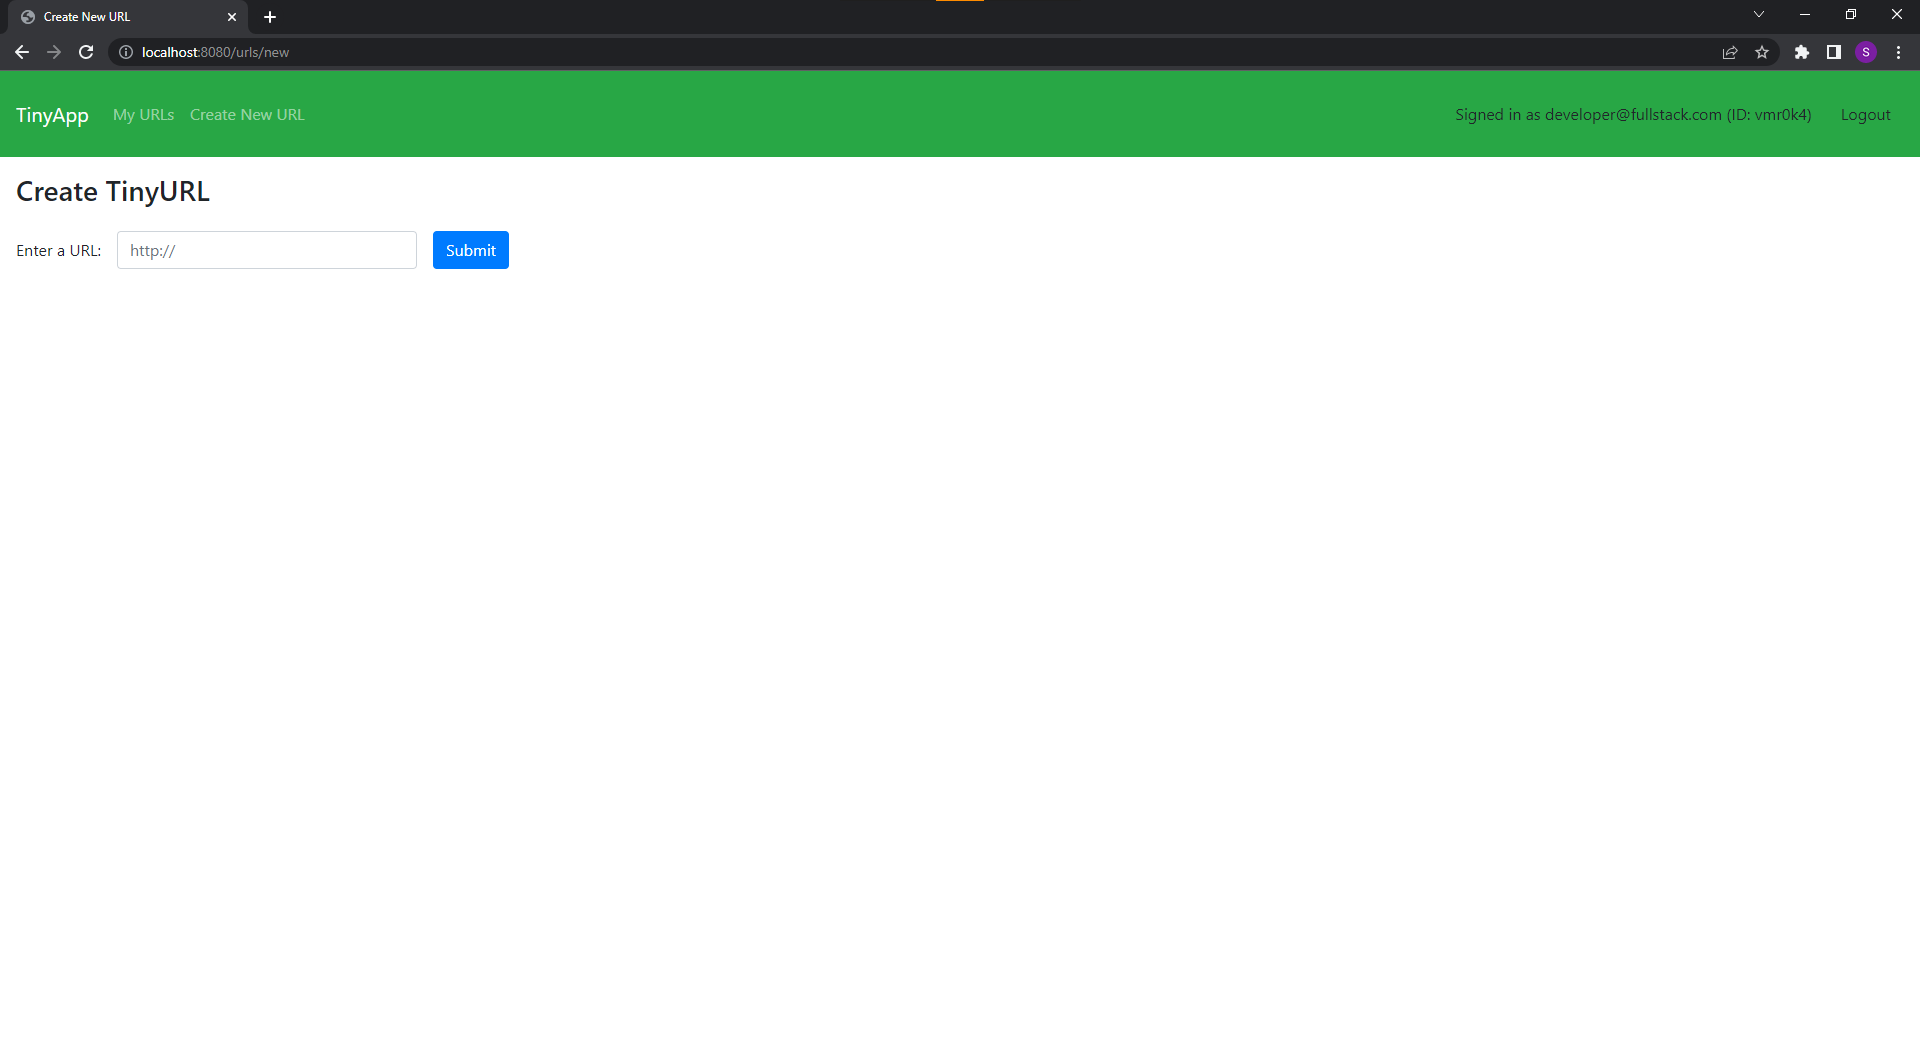 Create New URL
localhost:8080/urls/new
S
TinyApp My URLs Create New URL Signed in as developer@fullstack.com (ID: vmr0k4) Logout
Create TinyURL
Enter a URL: http:// Submit